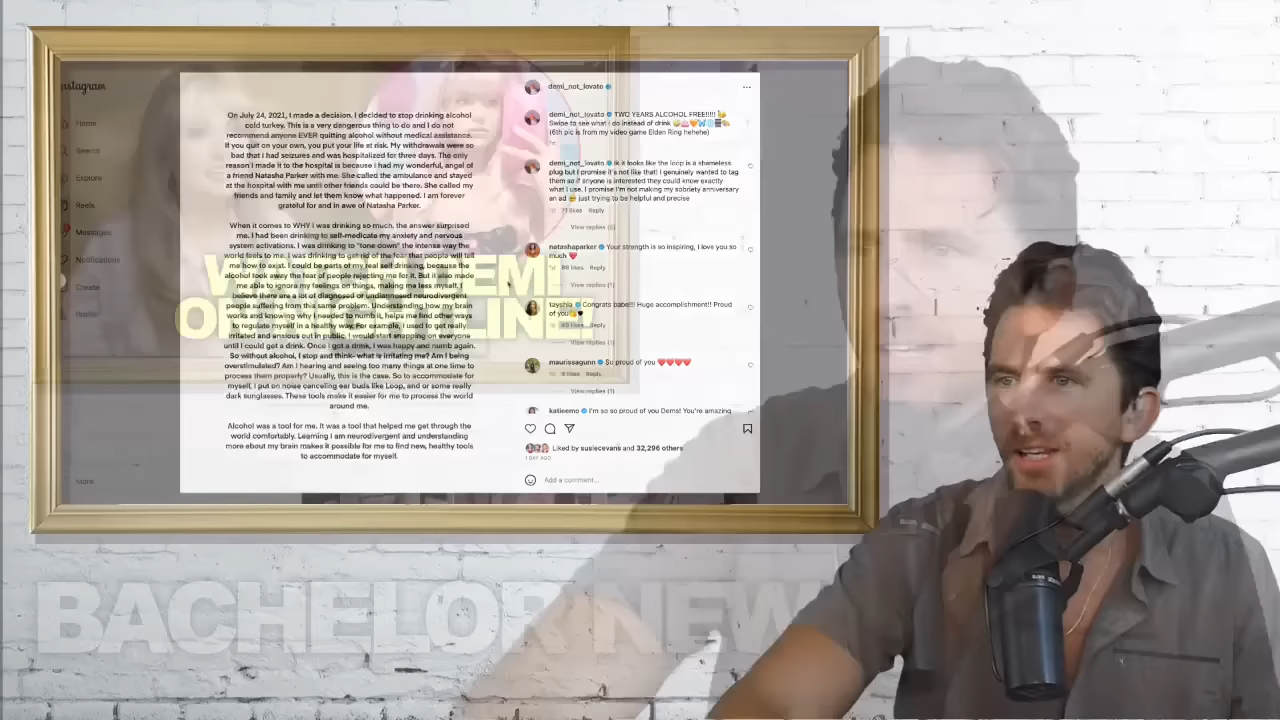 Instagram
Home
Search
Explore
Reels
Messages
Notifications
Create
Profile
More
On July 24, 2021, I made a decision. I decided to stop drinking alcohol
cold turkey. This is a very dangerous thing to do and I do not
recommend anyone EVER quitting alcohol without medical assistance.
If you quit on your own, you put your life at risk. My withdrawals were so
bad that I had seizures and was hospitalized for three days. The only
reason I made it to the hospital is because I had my wonderful, angel of
a friend Natasha Parker with me. She called the ambulance and stayed
at the hospital with me until other friends could be there. She called my
friends and family and let them know what happened. I am forever
grateful for and in awe of Natasha Parker.
When it comes to WHY I was drinking so much, the answer surprised
me. I had been drinking to self-medicate my anxiety and nervous
system activations. I was drinking to "tone down" the intense way the
world feels to me. I was drinking to get rid of the fear that people will tell
me how to exist. I could be parts of my real self drinking, because the
alcohol took away the fear of people rejecting me for it. But it also made
me able to ignore my feelings on things, making me less myself. I
believe there are a lot of diagnosed or undiagnosed neurodivergent
people suffering from this same problem. Understanding how my brain
works and knowing why I needed to numb it, helps me find other ways
to regulate myself in a healthy way. For example, I used to get really
irritated and anxious out in public. I would start snapping on everyone
until I could get a drink. Once I got a drink, I was happy and numb again.
So without alcohol, I stop and think- what is irritating me? Am I being
overstimulated? Am I hearing and seeing too many things at one time to
process them properly? Usually, this is the case. So to accommodate for
myself, I put on noise canceling ear buds like Loop, and or some really
dark sunglasses. These tools make it easier for me to process the world
around me.
Alcohol was a tool for me. It was a tool that helped me get through the
world comfortably. Learning I am neurodivergent and understanding
more about my brain makes it possible for me to find new, healthy tools
to accommodate for myself.
demi_not_lovato
demi_not_lovato TWO YEARS ALCOHOL FREE!!!!!
Swipe to see what I do instead of drink
(6th pic is from my video game Elden Ring hehehe)
demi_not_lovato ik it looks like the loop is a shameless
plug but I promise it's not like that! I genuinely wanted to tag
them so if anyone is interested they could know exactly
what I use. I promise I'm not making my sobriety anniversary
an ad 😅 just trying to be helpful and precise
1d 71 likes Reply
natashaparker Your strength is so inspiring, I love you so
much
Reply
View replies (1)
tayshia Congrats babe!!! Huge accomplishment!! Proud
of you
Reply
View replies (1)
maurissagunn So proud of you ❤️❤️❤️❤️
Reply
View replies (1)
katieemo I'm so so proud of you Dems! You're amazing
Liked by susiecevans and 32,296 others
1 DAY AGO
Add a comment...
BACHELOR NEW